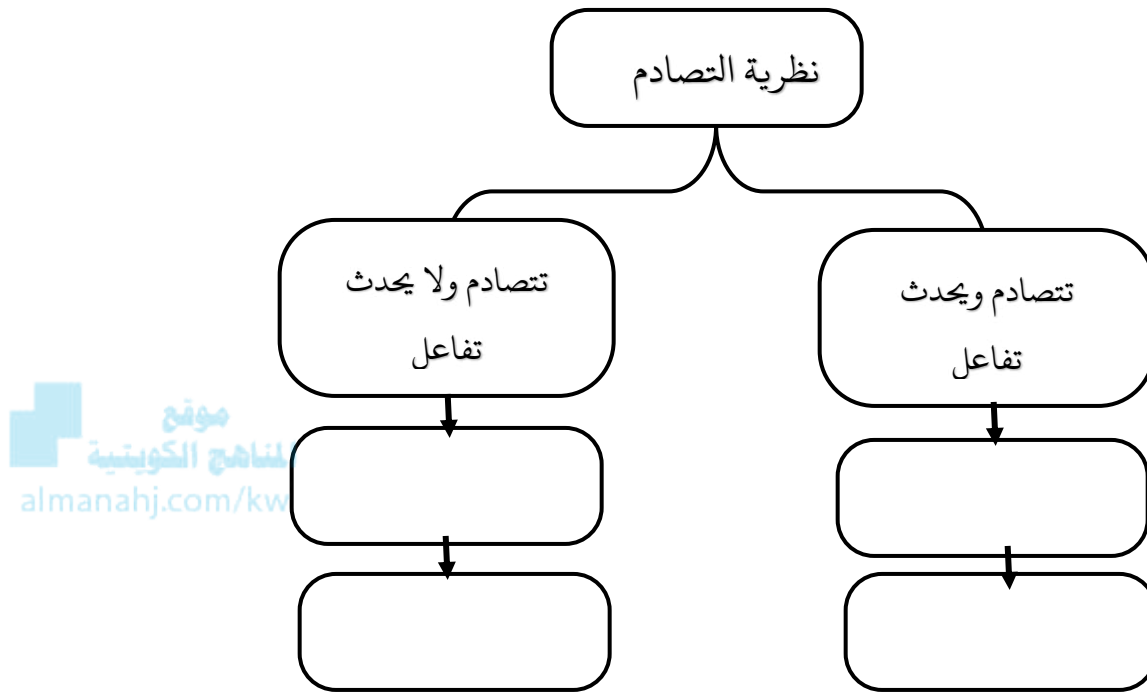 نظرية التصادم
تتصادم ويحدث
تفاعل
تتصادم ولا يحدث
تفاعل
موقع
المناهج الكويتية
almanahj.com/kw